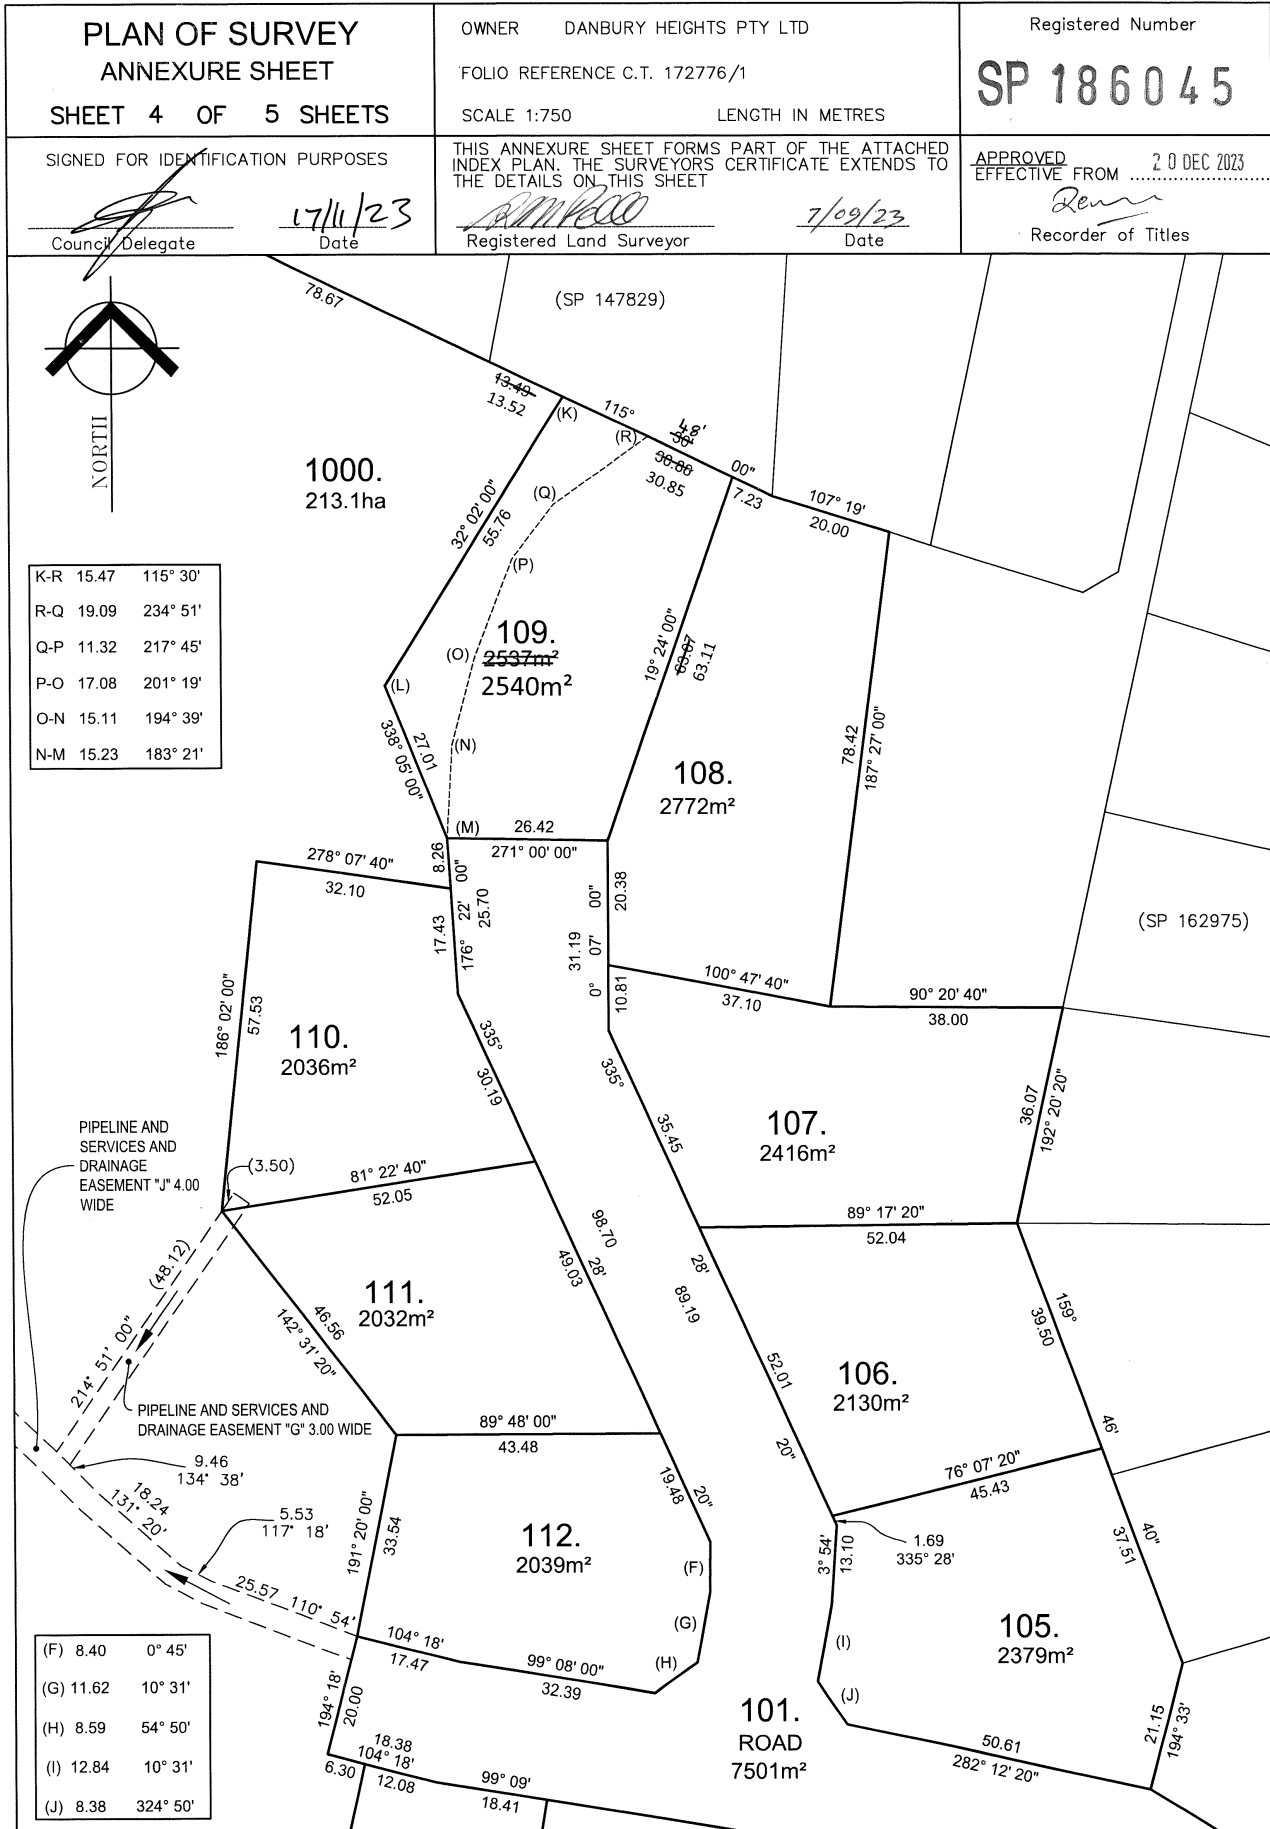 PLAN OF SURVEY
ANNEXURE SHEET
SHEET 4 OF 5 SHEETS
OWNER DANBURY HEIGHTS PTY LTD
FOLIO REFERENCE C.T. 172776/1
SCALE 1:750 LENGTH IN METRES
Registered Number
SP 186045
SIGNED FOR IDENTIFICATION PURPOSES
17/11/23
Council Delegate Date
THIS ANNEXURE SHEET FORMS PART OF THE ATTACHED
INDEX PLAN. THE SURVEYORS CERTIFICATE EXTENDS TO
THE DETAILS ON THIS SHEET
7/09/23
Registered Land Surveyor Date
APPROVED
EFFECTIVE FROM 20 DEC 2023
Recorder of Titles
78.67
(SP 147829)
NORTH
13.49
13.52
(K)
115°
(R)
48'
30'
30.86
30.85
00"
7.23
107° 19'
20.00
1000.
213.1ha
32° 02' 00"
55.76
(Q)
(P)
K-R 15.47 115° 30'
R-Q 19.09 234° 51'
Q-P 11.32 217° 45'
P-O 17.08 201° 19'
O-N 15.11 194° 39'
N-M 15.23 183° 21'
109.
2537m²
2540m²
(O)
(L)
(N)
(M)
19° 24' 00"
63.07
63.11
27.01
338° 05' 00"
108.
2772m²
78.42
187° 27' 00"
26.42
271° 00' 00"
278° 07' 40"
32.10
8.26
17.43
176° 22' 00"
25.70
20.38
31.19
0° 07' 00"
10.81
(SP 162975)
100° 47' 40"
37.10
90° 20' 40"
38.00
186° 02' 00"
57.53
110.
2036m²
335°
30.19
335°
35.45
107.
2416m²
36.07
192° 20' 20"
PIPELINE AND
SERVICES AND
DRAINAGE
EASEMENT "J" 4.00
WIDE
(3.50)
81° 22' 40"
52.05
89° 17' 20"
52.04
(48.12)
214° 51' 00"
111.
2032m²
46.56
142° 31' 20"
98.70
28'
49.03
28'
89.19
52.01
20"
159°
39.50
106.
2130m²
PIPELINE AND SERVICES AND
DRAINAGE EASEMENT "G" 3.00 WIDE
89° 48' 00"
43.48
46'
76° 07' 20"
45.43
9.46
134° 38'
18.24
131° 20'
5.53
117° 18'
19.48
20"
191° 20' 00"
33.54
112.
2039m²
(F)
3° 54'
13.10
1.69
335° 28'
40"
37.51
25.57 110° 54'
(G)
(H)
(I)
(J)
105.
2379m²
(F) 8.40 0° 45'
(G) 11.62 10° 31'
(H) 8.59 54° 50'
(I) 12.84 10° 31'
(J) 8.38 324° 50'
104° 18'
17.47
99° 08' 00"
32.39
194° 18'
20.00
101.
ROAD
7501m²
50.61
282° 12' 20"
21.15
194° 33'
18.38
104° 18'
6.30 12.08
99° 09'
18.41